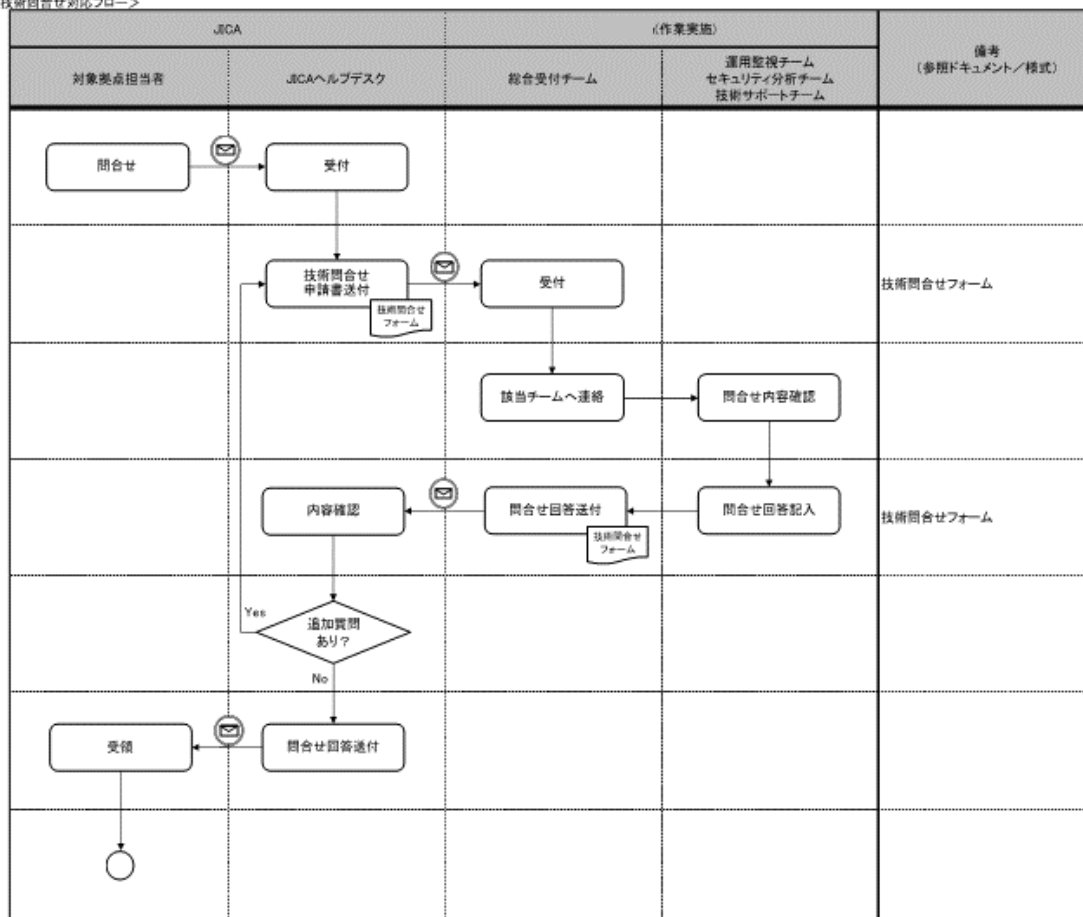 技術問合せ対応フロー＞
JICA
(作業実施)
備考
(参照ドキュメント／様式)
対象拠点担当者
JICAヘルプデスク
総合受付チーム
運用監視チーム
セキュリティ分析チーム
技術サポートチーム
問合せ
受付
技術問合せ
申請書送付
技術問合せ
フォーム
受付
技術問合せフォーム
該当チームへ連絡
問合せ内容確認
内容確認
問合せ回答送付
技術問合せ
フォーム
問合せ回答記入
技術問合せフォーム
Yes
追加質問
あり？
No
受領
問合せ回答送付